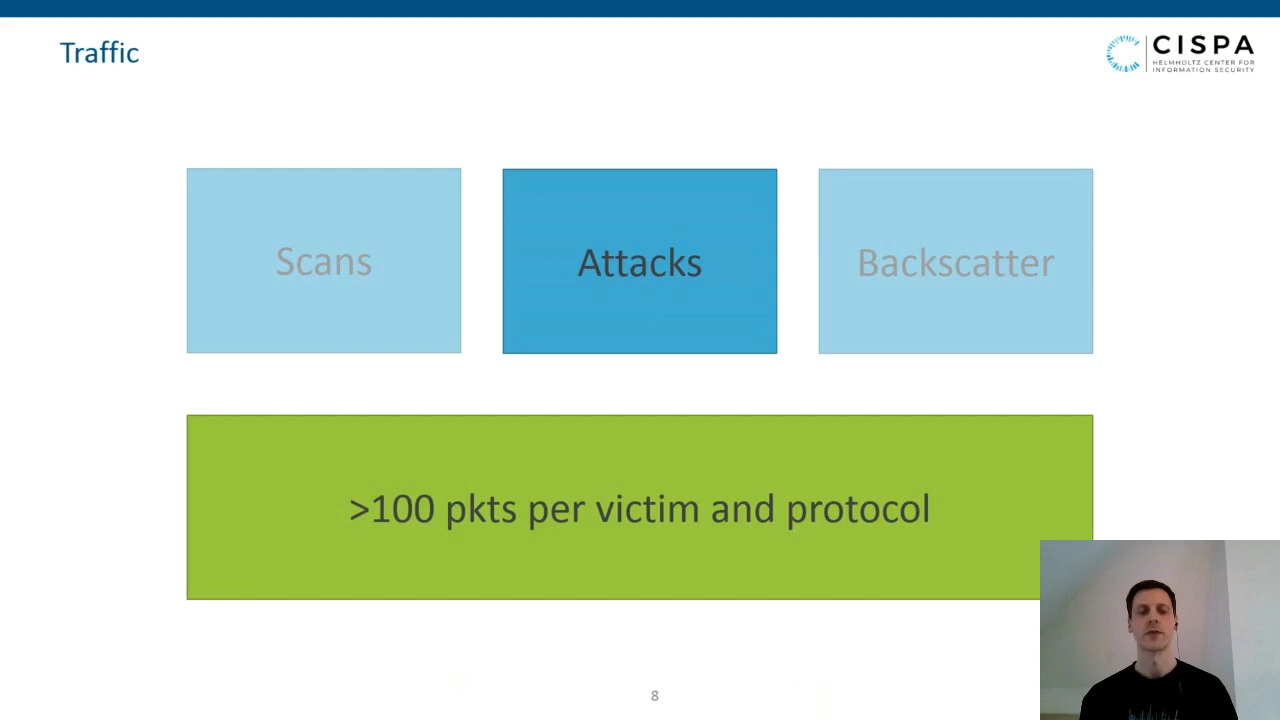 Traffic
CISPA
HELMHOLTZ CENTER FOR
INFORMATION SECURITY
Scans
Attacks
Backscatter
>100 pkts per victim and protocol
8